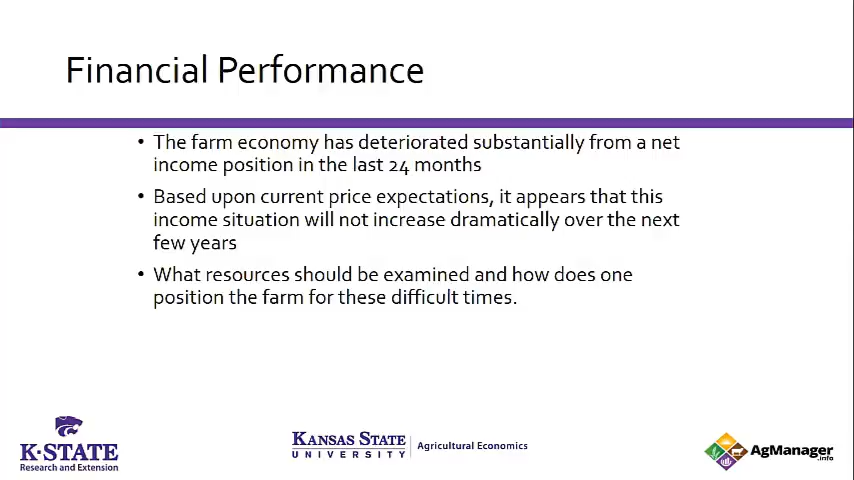 Financial Performance
• The farm economy has deteriorated substantially from a net
income position in the last 24 months
• Based upon current price expectations, it appears that this
income situation will not increase dramatically over the next
few years
• What resources should be examined and how does one
position the farm for these difficult times.
K-STATE
Research and Extension
KANSAS STATE
UNIVERSITY
Agricultural Economics
AgManager
.info